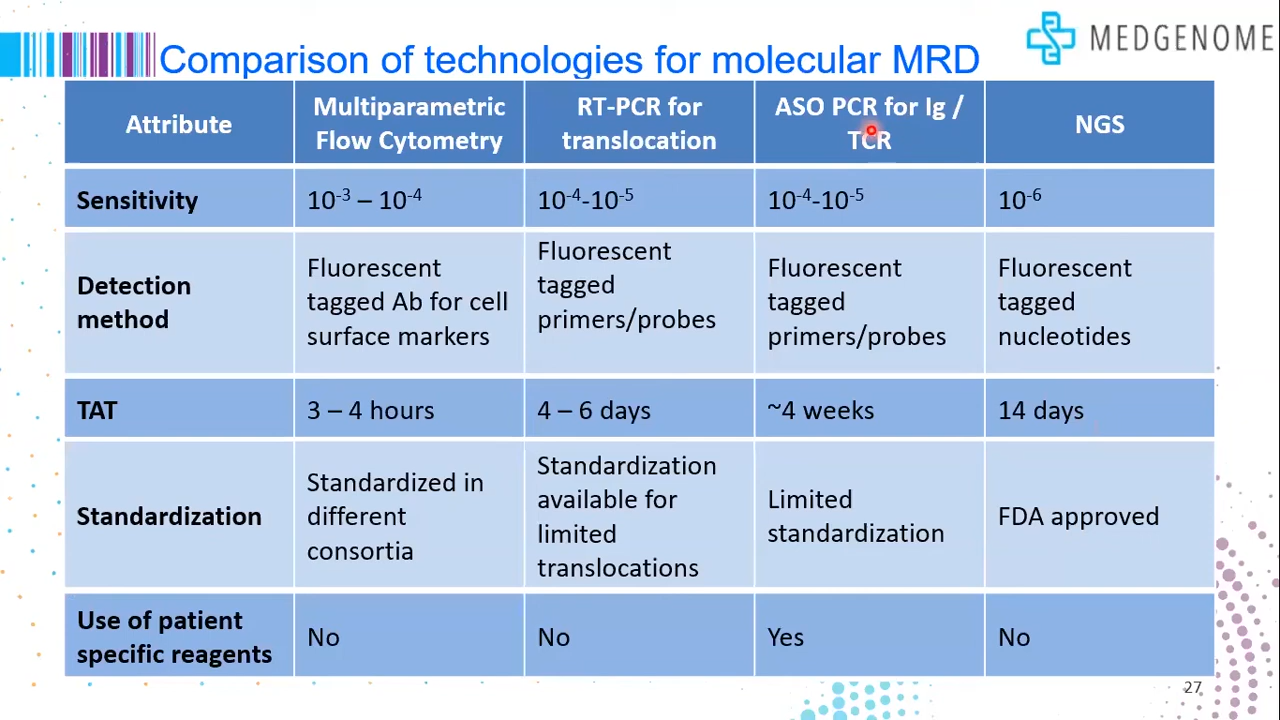 MEDGENOME
Comparison of technologies for molecular MRD
Attribute
Multiparametric
Flow Cytometry
RT-PCR for
translocation
ASO PCR for Ig /
TCR
NGS
Sensitivity
10⁻³ – 10⁻⁴
10⁻⁴-10⁻⁵
10⁻⁴-10⁻⁵
10⁻⁶
Detection
method
Fluorescent
tagged Ab for cell
surface markers
Fluorescent
tagged
primers/probes
Fluorescent
tagged
primers/probes
Fluorescent
tagged
nucleotides
TAT
3 – 4 hours
4 – 6 days
~4 weeks
14 days
Standardization
Standardized in
different
consortia
Standardization
available for
limited
translocations
Limited
standardization
FDA approved
Use of patient
specific reagents
No
No
Yes
No
27